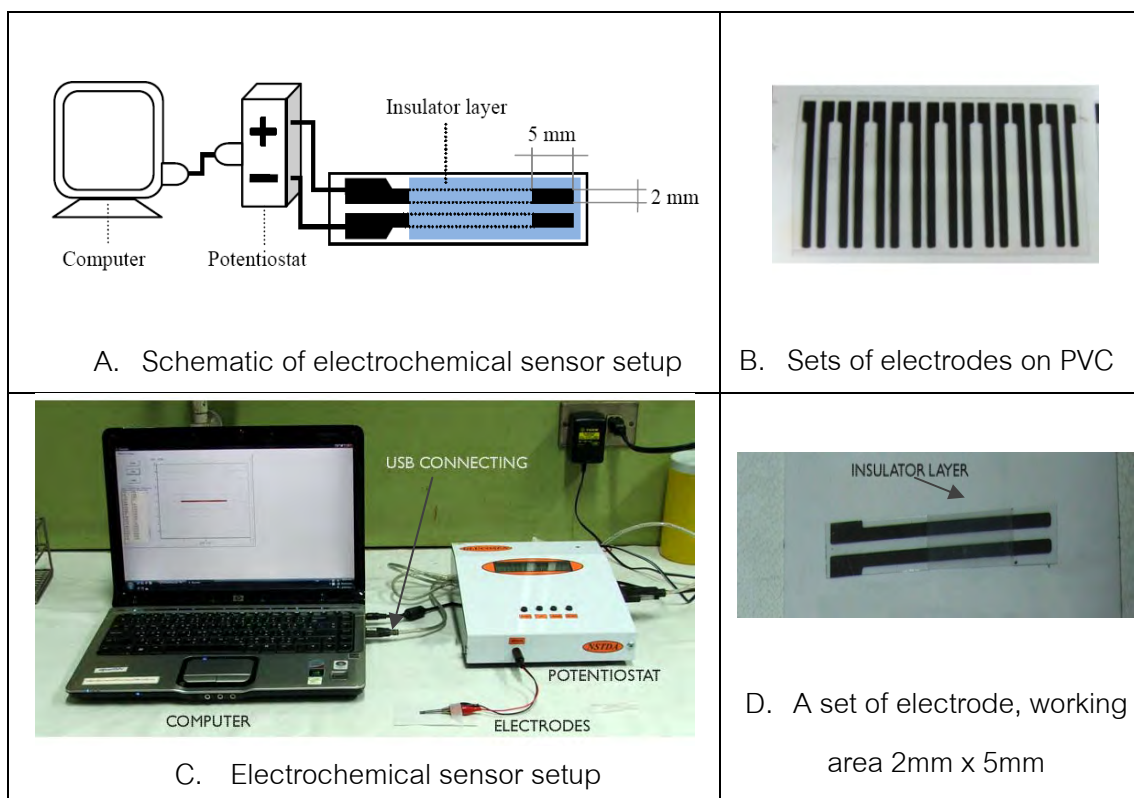 Insulator layer
5 mm
+
2 mm
Computer
Potentiostat
A. Schematic of electrochemical sensor setup
B. Sets of electrodes on PVC
USB CONNECTING
NSTDA
hp
POTENTIOSTAT
COMPUTER
ELECTRODES
C. Electrochemical sensor setup
INSULATOR LAYER
D. A set of electrode, working
area 2mm x 5mm